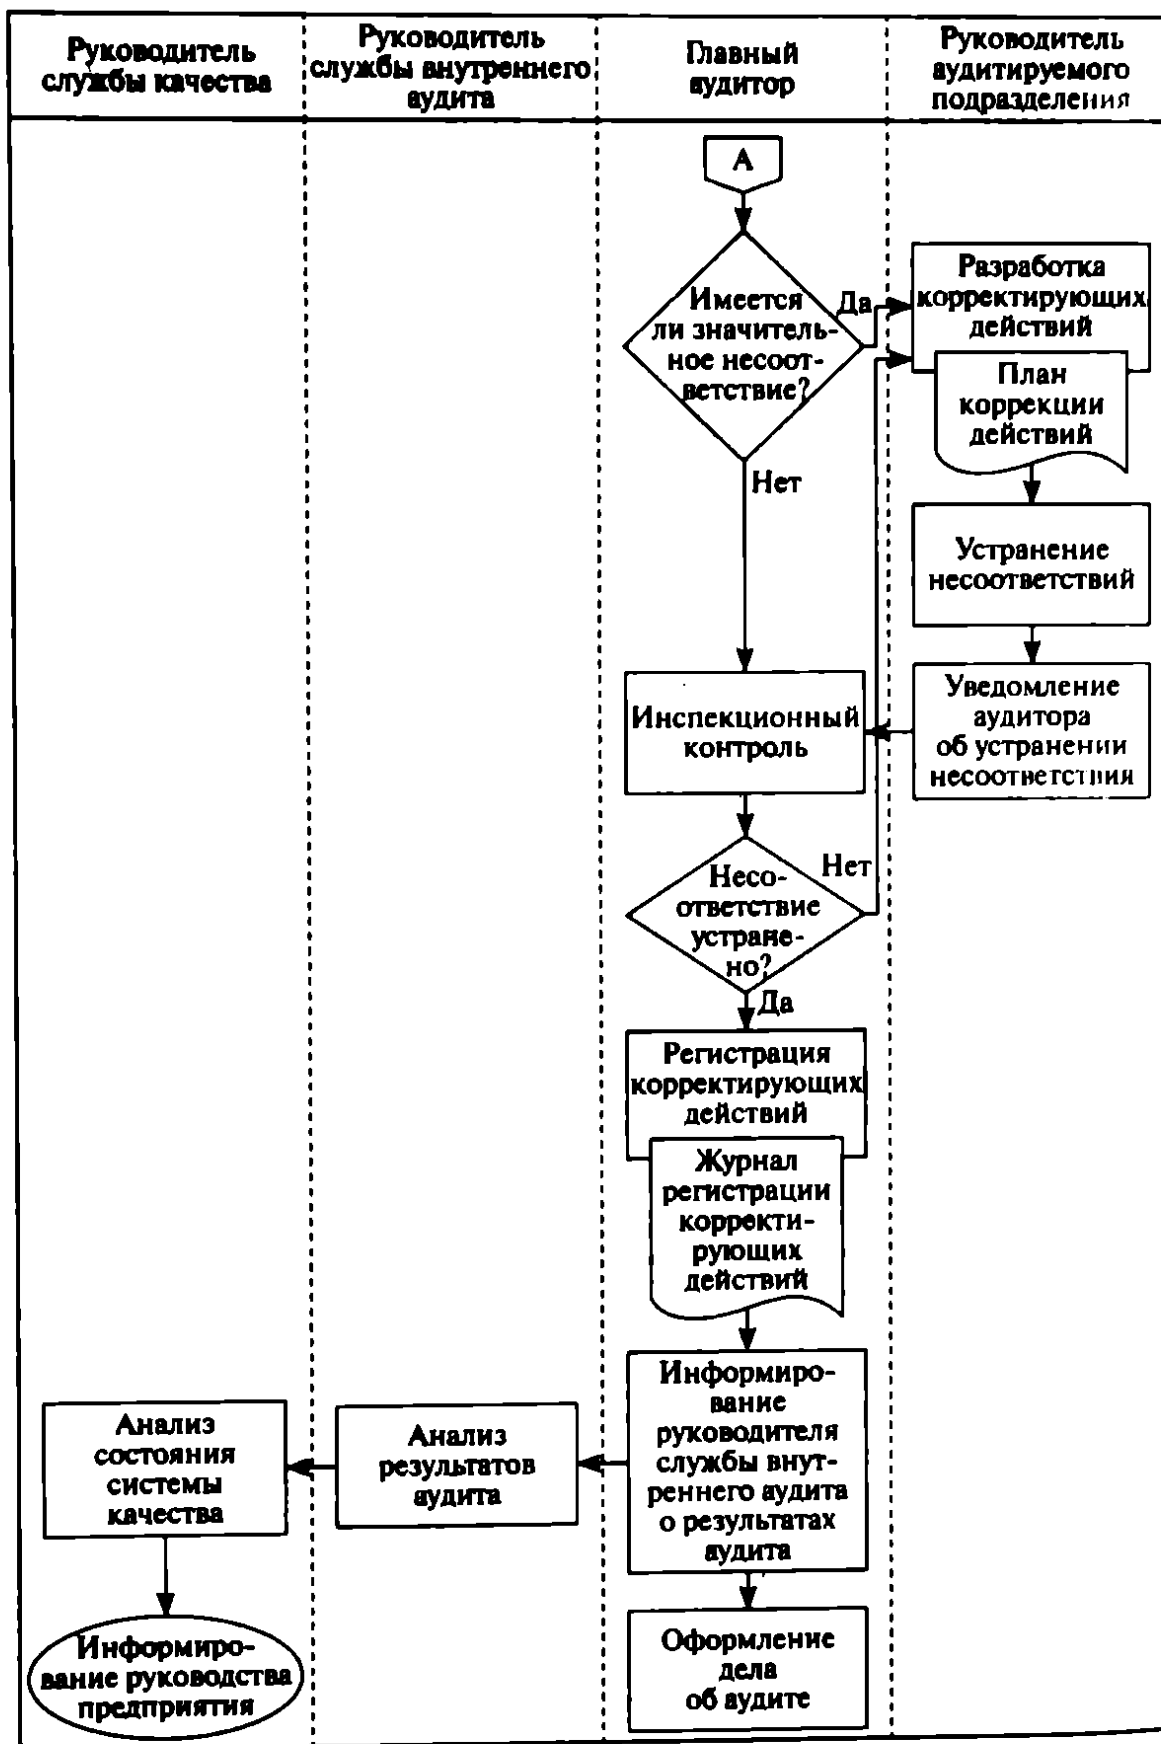 Руководитель
службы качества
Руководитель
службы внутреннего
аудита
Главный
аудитор
Руководитель
аудитируемого
подразделения
А
Имеется
ли значитель-
ное несоот-
ветствие?
Да
Разработка
корректирующих
действий
План
коррекции
действий
Нет
Устранение
несоответствий
Инспекционный
контроль
Уведомление
аудитора
об устранении
несоответствия
Несо-
ответствие
устране-
но?
Нет
Да
Регистрация
корректирующих
действий
Журнал
регистрации
корректи-
рующих
действий
Анализ
состояния
системы
качества
Анализ
результатов
аудита
Информиро-
вание
руководителя
службы внут-
реннего аудита
о результатах
аудита
Информиро-
вание руководства
предприятия
Оформление
дела
об аудите